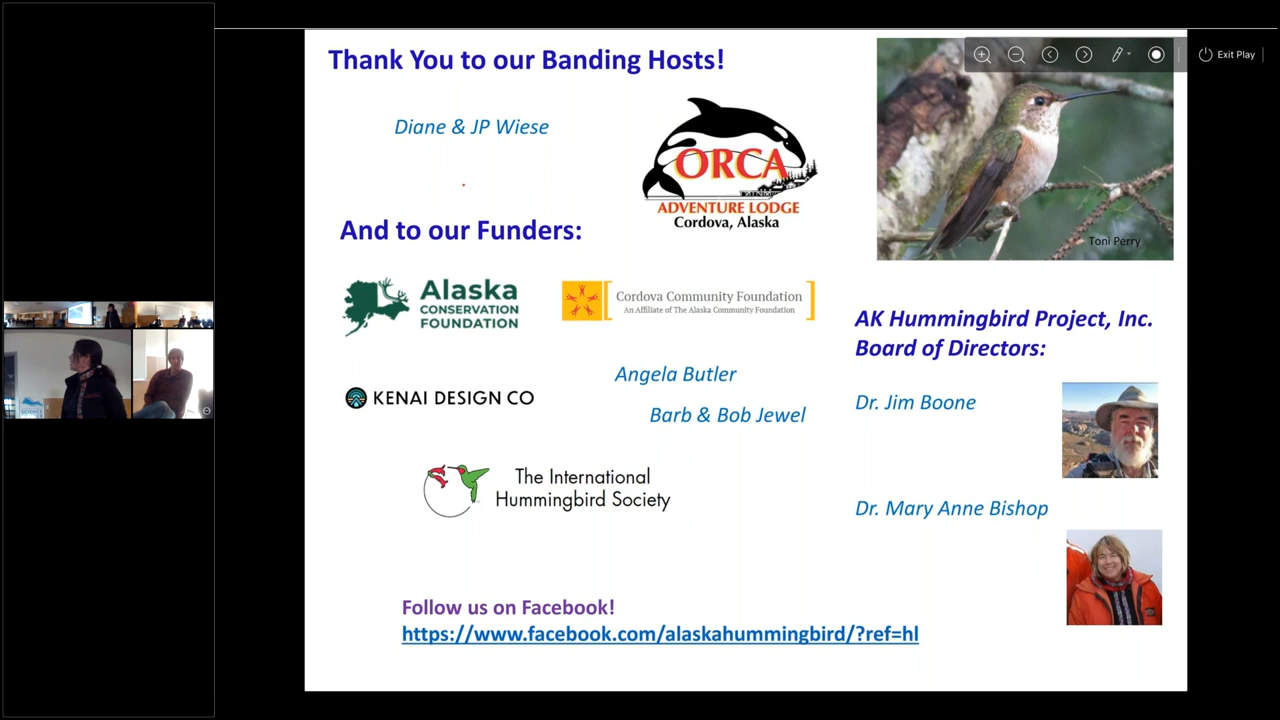 Thank You to our Banding Hosts!
Exit Play
Diane & JP Wiese
ORCA
ADVENTURE LODGE
Cordova, Alaska
Toni Perry
And to our Funders:
Alaska
CONSERVATION
FOUNDATION
Cordova Community Foundation
An Affiliate of The Alaska Community Foundation
AK Hummingbird Project, Inc.
Board of Directors:
Angela Butler
KENAI DESIGN CO
Barb & Bob Jewel
Dr. Jim Boone
The International
Hummingbird Society
Dr. Mary Anne Bishop
Follow us on Facebook!
https://www.facebook.com/alaskahummingbird/?ref=hl
SCIENCE